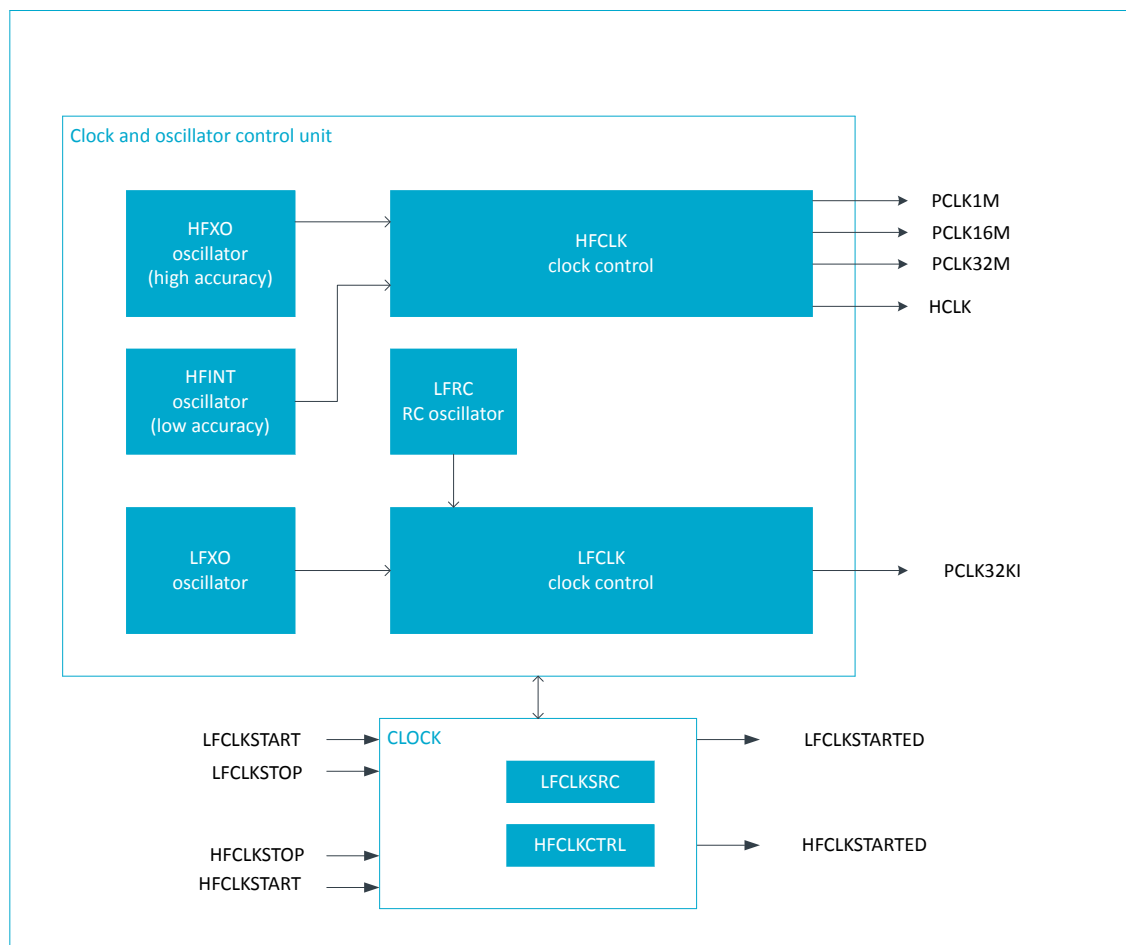 Clock and oscillator control unit
HFXO
oscillator
(high accuracy)
HFCLK
clock control
PCLK1M
PCLK16M
PCLK32M
HCLK
HFINT
oscillator
(low accuracy)
LFRC
RC oscillator
LFXO
oscillator
LFCLK
clock control
PCLK32KI
LFCLKSTART
LFCLKSTOP
HFCLKSTOP
HFCLKSTART
CLOCK
LFCLKSRC
HFCLKCTRL
LFCLKSTARTED
HFCLKSTARTED